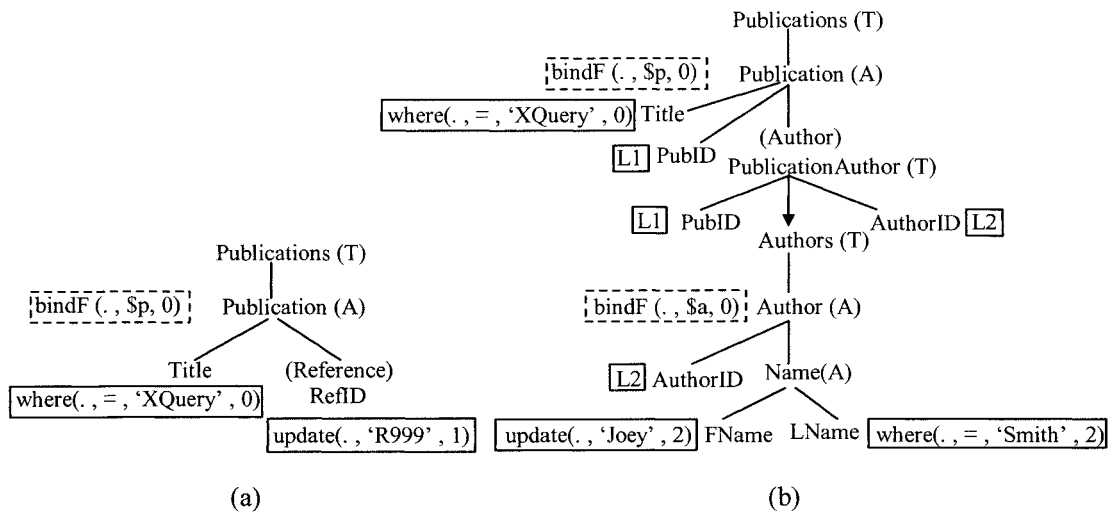 Publications (T)
bindF (. , $p, 0) Publication (A)
where(. , = , ‘XQuery’ , 0) Title
L1 PubID
(Author)
PublicationAuthor (T)
L1 PubID
AuthorID L2
Authors (T)
bindF (. , $a, 0) Author (A)
L2 AuthorID
Name(A)
update(. , ‘Joey’ , 2) FName
LName where(. , = , ‘Smith’ , 2)
(b)
Publications (T)
bindF (. , $p, 0) Publication (A)
Title
where(. , = , ‘XQuery’ , 0)
(Reference)
RefID
update(. , ‘R999’ , 1)
(a)